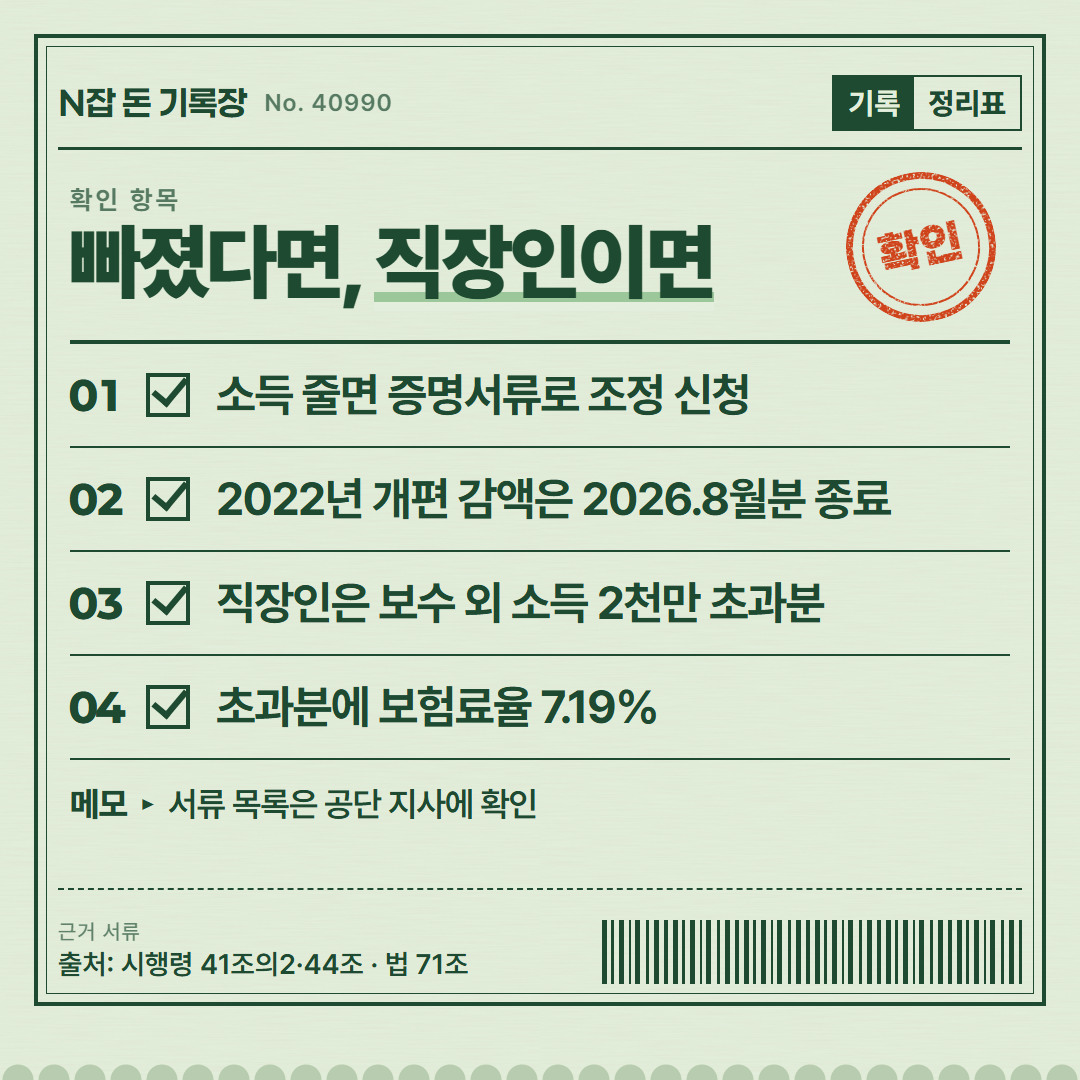 N잡 돈 기록장 No. 40990 기록 정리표
확인 항목
빠졌다면, 직장인이면
확인
01 소득 줄면 증명서류로 조정 신청
02 2022년 개편 감액은 2026.8월분 종료
03 직장인은 보수 외 소득 2천만 초과분
04 초과분에 보험료율 7.19%
메모 ▸ 서류 목록은 공단 지사에 확인
근거 서류
출처: 시행령 41조의2·44조 · 법 71조